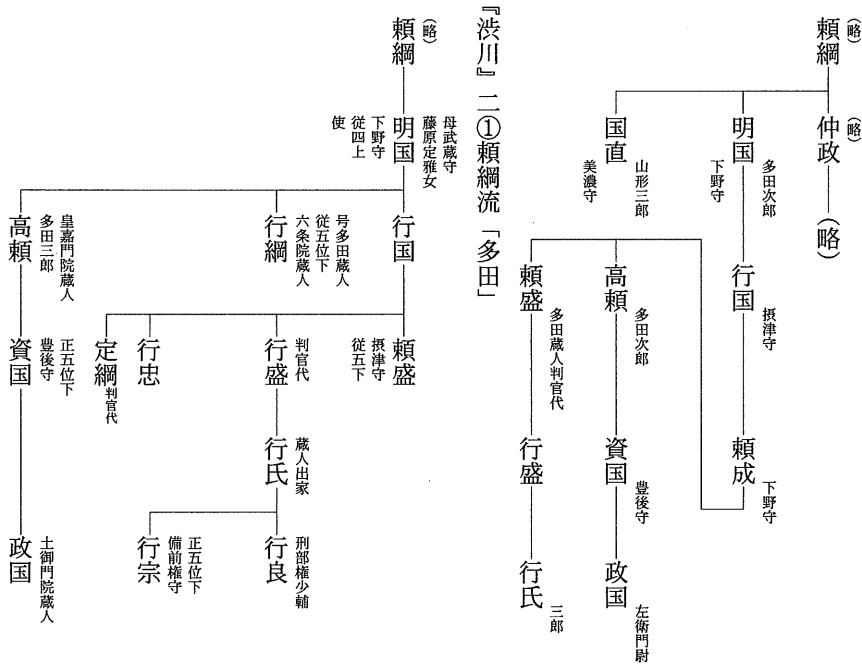 (略)
頼綱
(略)
仲政
(略)
明国
多田次郎
下野守
行国
摂津守
頼成
下野守
国直
山形三郎
美濃守
高頼
多田次郎
資国
豊後守
政国
左衛門尉
頼盛
多田蔵人判官代
行盛
行氏
三郎
『渋川』二①頼綱流「多田」
(略)
頼綱
母武蔵守
藤原定雅女
明国
下野守
従四上
使
行国
頼盛
摂津守
従五下
行盛
判官代
行氏
蔵人出家
行良
刑部権少輔
行宗
正五位下
備前権守
行忠
定綱判官代
号多田蔵人
従五位下
六条院蔵人
行綱
皇嘉門院蔵人
多田三郎
高頼
正五位下
豊後守
資国
土御門院蔵人
政国